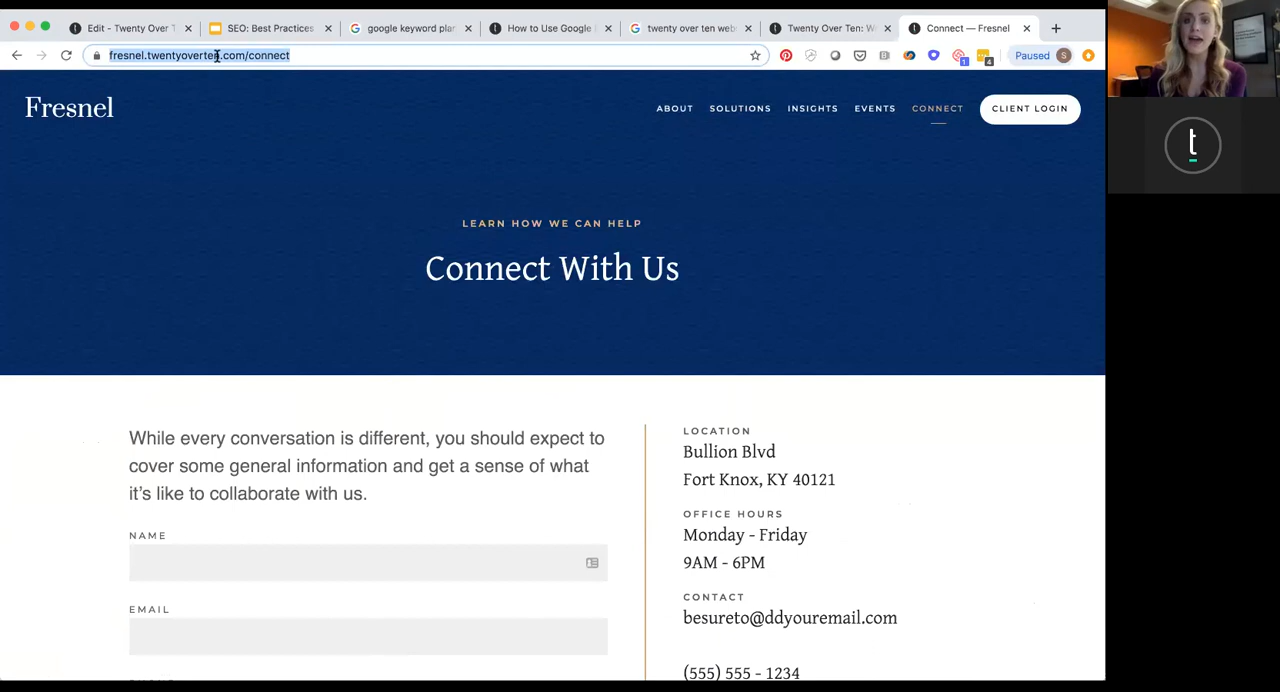 Edit - Twenty Over T
SEO: Best Practices
google keyword plan
How to Use Google
twenty over ten web
Twenty Over Ten: W
Connect — Fresnel
fresnel.twentyoverten.com/connect
1
4
Paused
S
Fresnel
ABOUT
SOLUTIONS
INSIGHTS
EVENTS
CONNECT
CLIENT LOGIN
t
LEARN HOW WE CAN HELP
Connect With Us
While every conversation is different, you should expect to
cover some general information and get a sense of what
it's like to collaborate with us.
NAME
EMAIL
LOCATION
Bullion Blvd
Fort Knox, KY 40121
OFFICE HOURS
Monday - Friday
9AM - 6PM
CONTACT
besureto@ddyouremail.com
(555) 555 - 1234